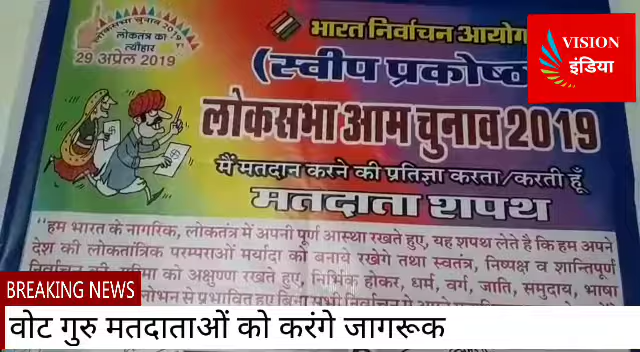 लोकसभा चुनाव 2019
लोकतंत्र का
त्यौहार
29 अप्रेल 2019
भारत निर्वाचन आयोग
(स्वीप प्रकोष्ठ
लोकसभा आम चुनाव 2019
मैं मतदान करने की प्रतिज्ञा करता/करती हूँ
मतदाता शपथ
"हम भारत के नागरिक, लोकतंत्र में अपनी पूर्ण आस्था रखते हुए, यह शपथ लेते है कि हम अपने
देश की लोकतांत्रिक परम्पराओं मर्यादा को बनाये रखेगे तथा स्वतंत्र, निष्पक्ष व शान्तिपूर्ण
निर्वाचन की को अक्षुण्ण रखते हुए, निर्भिक होकर, धर्म, वर्ग, जाति, समुदाय, भाषा
से प्रभावित हुए बिना सभी
VISION
इंडिया
BREAKING NEWS
वोट गुरु मतदाताओं को करंगे जागरूक